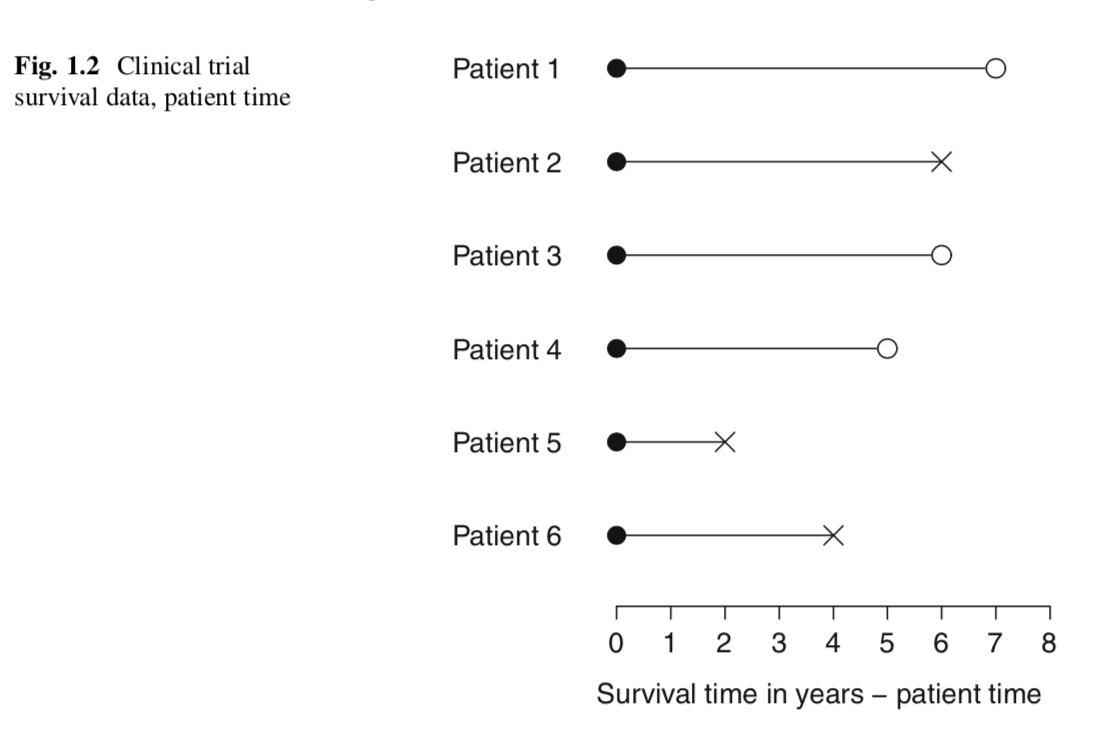 Fig. 1.2 Clinical trial
survival data, patient time
Patient 1
Patient 2
Patient 3
Patient 4
Patient 5
Patient 6
0 1 2 3 4 5 6 7 8
Survival time in years – patient time